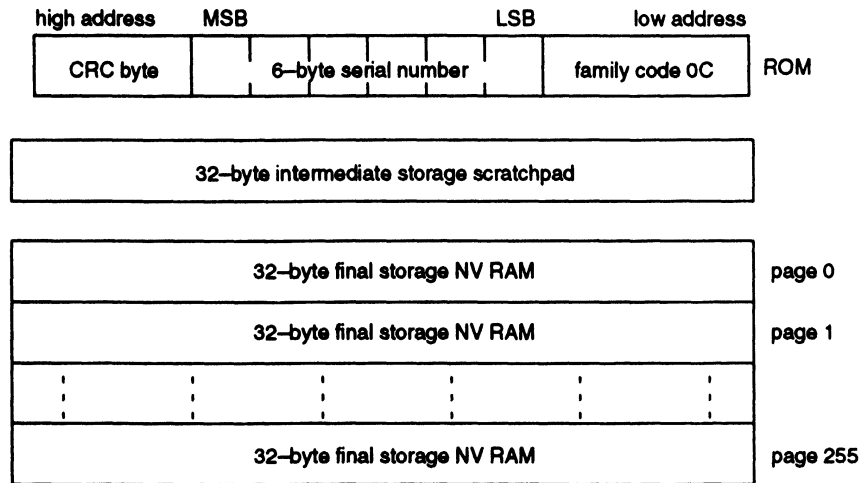 high address MSB LSB low address
CRC byte 6–byte serial number family code 0C ROM
32–byte intermediate storage scratchpad
32–byte final storage NV RAM page 0
32–byte final storage NV RAM page 1
32–byte final storage NV RAM page 255